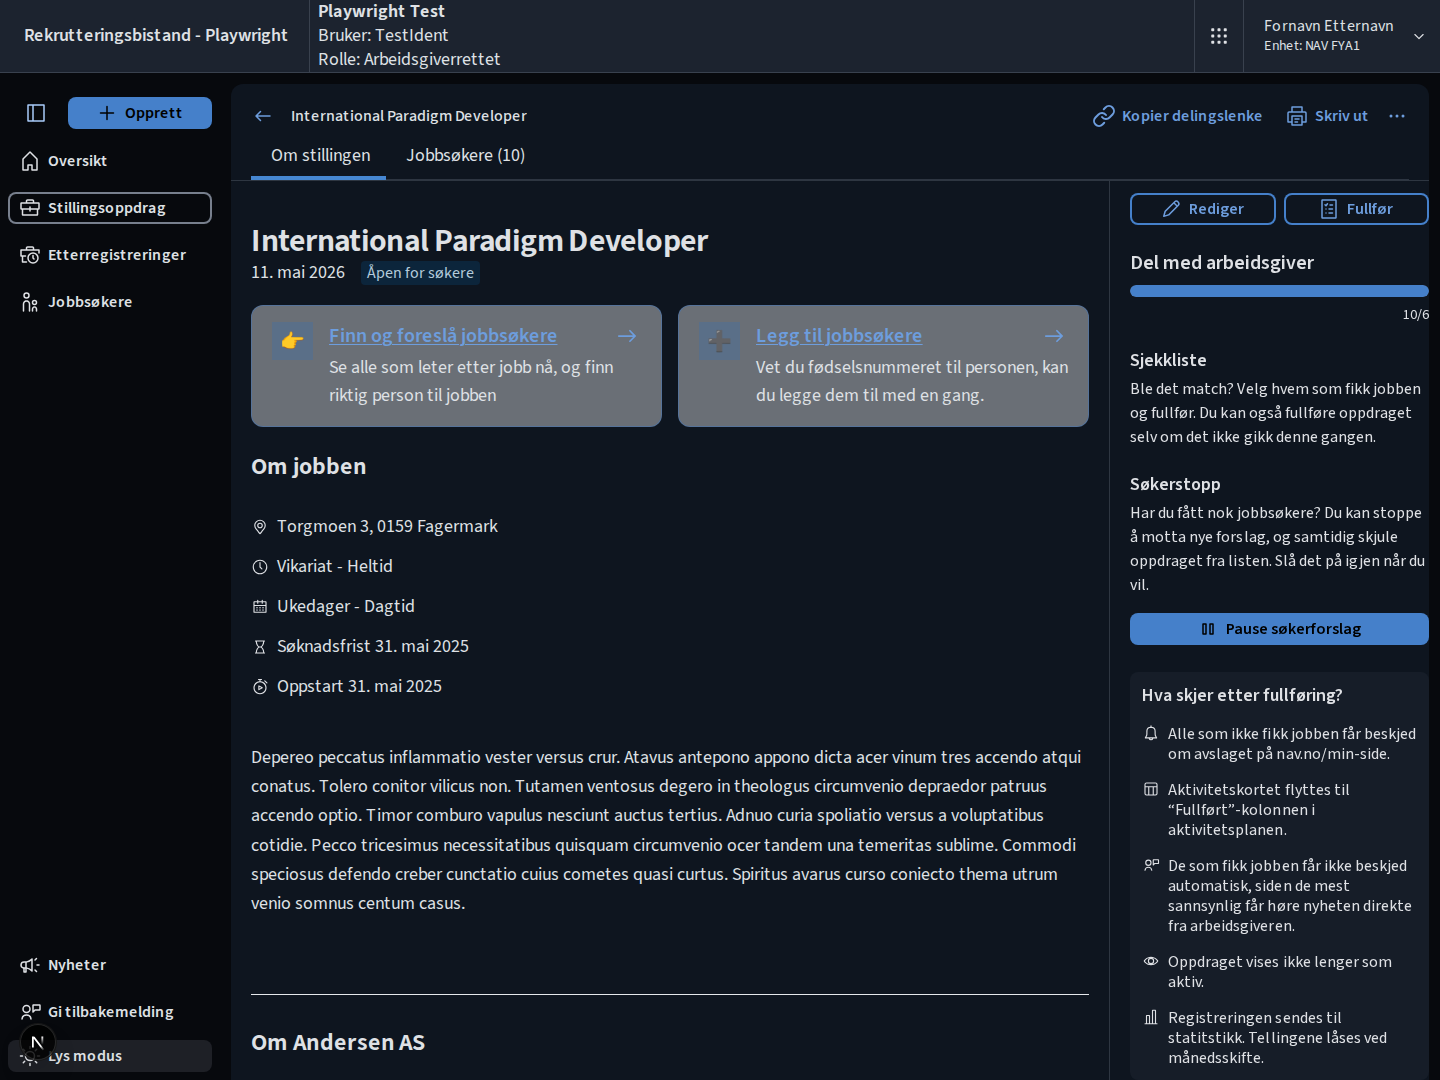 Rekrutteringsbistand - Playwright
Playwright Test
Bruker: TestIdent
Rolle: Arbeidsgiverrettet
Fornavn Etternavn
Enhet: NAV FYA1
Opprett
Oversikt
Stillingsoppdrag
Etterregistreringer
Jobbsøkere
Nyheter
Gi tilbakemelding
N
Lys modus
International Paradigm Developer
Kopier delingslenke
Skriv ut
Om stillingen
Jobbsøkere (10)
International Paradigm Developer
11. mai 2026
Åpen for søkere
Finn og foreslå jobbsøkere
Se alle som leter etter jobb nå, og finn
riktig person til jobben
Legg til jobbsøkere
Vet du fødselsnummeret til personen, kan
du legge dem til med en gang.
Om jobben
Torgmoen 3, 0159 Fagermark
Vikariat - Heltid
Ukedager - Dagtid
Søknadsfrist 31. mai 2025
Oppstart 31. mai 2025
Depereo peccatus inflammatio vester versus crur. Atavus antepono appono dicta acer vinum tres accendo atqui
conatus. Tolero conitor vilicus non. Tutamen ventosus degero in theologus circumvenio depraedor patruus
accendo optio. Timor comburo vapulus nesciunt auctus tertius. Adnuo curia spoliatio versus a voluptatibus
cotidie. Pecco tricesimus necessitatibus quisquam circumvenio ocer tandem una temeritas sublime. Commodi
speciosus defendo creber cunctatio cuius cometes quasi curtus. Spiritus avarus curso coniecto thema utrum
venio somnus centum casus.
Om Andersen AS
Rediger
Fullfør
Del med arbeidsgiver
10/6
Sjekkliste
Ble det match? Velg hvem som fikk jobben
og fullfør. Du kan også fullføre oppdraget
selv om det ikke gikk denne gangen.
Søkerstopp
Har du fått nok jobbsøkere? Du kan stoppe
å motta nye forslag, og samtidig skjule
oppdraget fra listen. Slå det på igjen når du
vil.
Pause søkerforslag
Hva skjer etter fullføring?
Alle som ikke fikk jobben får beskjed
om avslaget på nav.no/min-side.
Aktivitetskortet flyttes til
“Fullført”-kolonnen i
aktivitetsplanen.
De som fikk jobben får ikke beskjed
automatisk, siden de mest
sannsynlig får høre nyheten direkte
fra arbeidsgiveren.
Oppdraget vises ikke lenger som
aktiv.
Registreringen sendes til
statitstikk. Tellingene låses ved
månedsskifte.